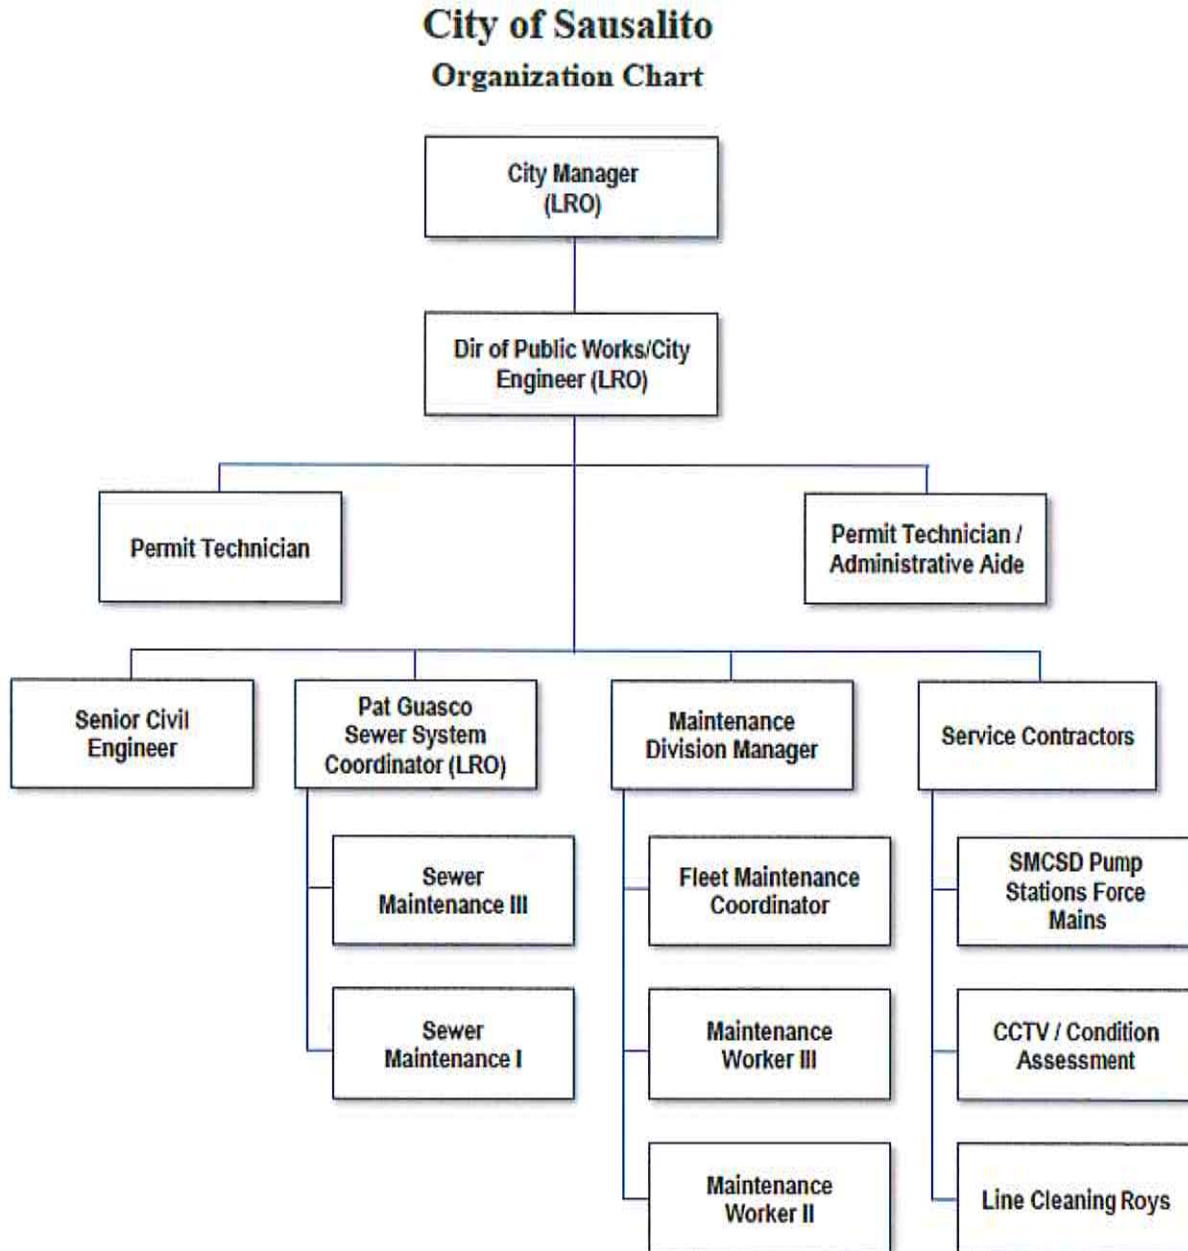 City of Sausalito
Organization Chart
City Manager
(LRO)
Dir of Public Works/City
Engineer (LRO)
Permit Technician
Permit Technician /
Administrative Aide
Senior Civil
Engineer
Pat Guasco
Sewer System
Coordinator (LRO)
Maintenance
Division Manager
Service Contractors
Sewer
Maintenance III
Fleet Maintenance
Coordinator
SMCSD Pump
Stations Force
Mains
Sewer
Maintenance I
Maintenance
Worker III
CCTV / Condition
Assessment
Maintenance
Worker II
Line Cleaning Roys